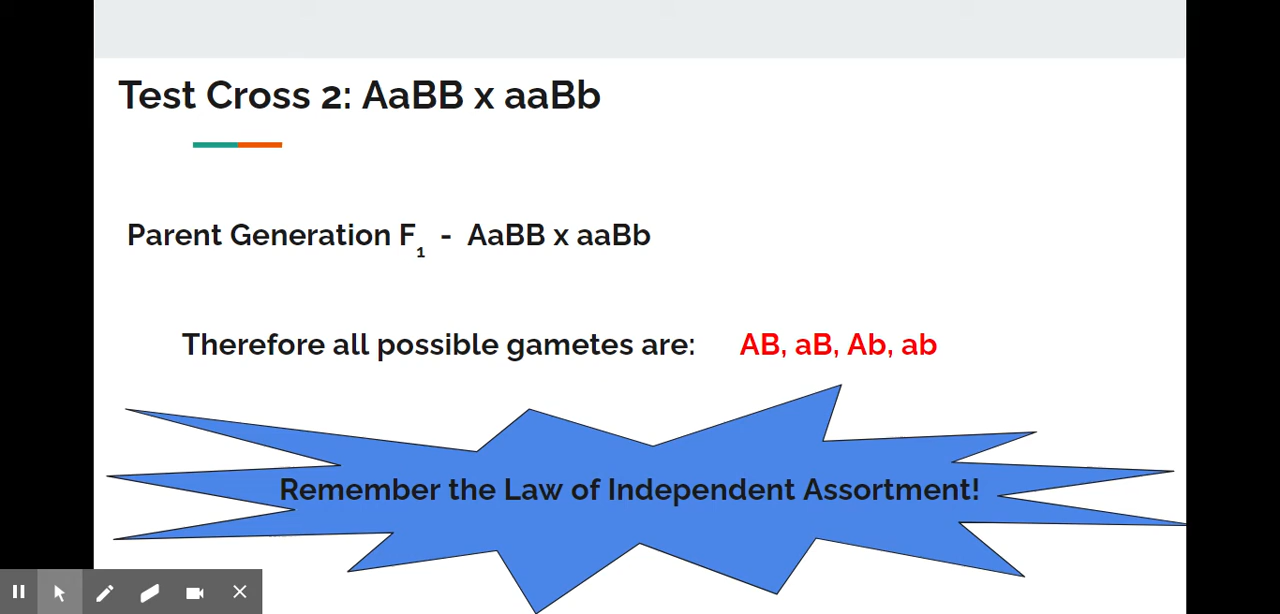 Test Cross 2: AaBB x aaBb
Parent Generation F1 - AaBB x aaBb
Therefore all possible gametes are: AB, aB, Ab, ab
Remember the Law of Independent Assortment!